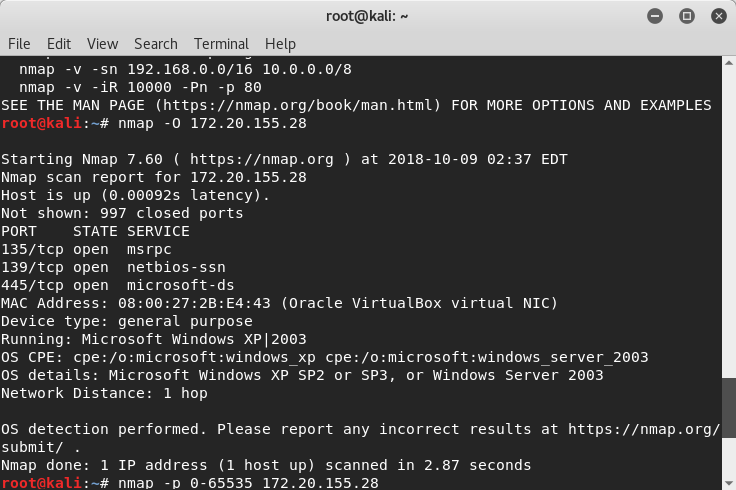 root@kali: ~
File Edit View Search Terminal Help
nmap -v -sn 192.168.0.0/16 10.0.0.0/8
nmap -v -iR 10000 -Pn -p 80
SEE THE MAN PAGE (https://nmap.org/book/man.html) FOR MORE OPTIONS AND EXAMPLES
root@kali:~# nmap -O 172.20.155.28
Starting Nmap 7.60 ( https://nmap.org ) at 2018-10-09 02:37 EDT
Nmap scan report for 172.20.155.28
Host is up (0.00092s latency).
Not shown: 997 closed ports
PORT    STATE SERVICE
135/tcp open  msrpc
139/tcp open  netbios-ssn
445/tcp open  microsoft-ds
MAC Address: 08:00:27:2B:E4:43 (Oracle VirtualBox virtual NIC)
Device type: general purpose
Running: Microsoft Windows XP|2003
OS CPE: cpe:/o:microsoft:windows_xp cpe:/o:microsoft:windows_server_2003
OS details: Microsoft Windows XP SP2 or SP3, or Windows Server 2003
Network Distance: 1 hop
OS detection performed. Please report any incorrect results at https://nmap.org/
submit/ .
Nmap done: 1 IP address (1 host up) scanned in 2.87 seconds
root@kali:~# nmap -p 0-65535 172.20.155.28